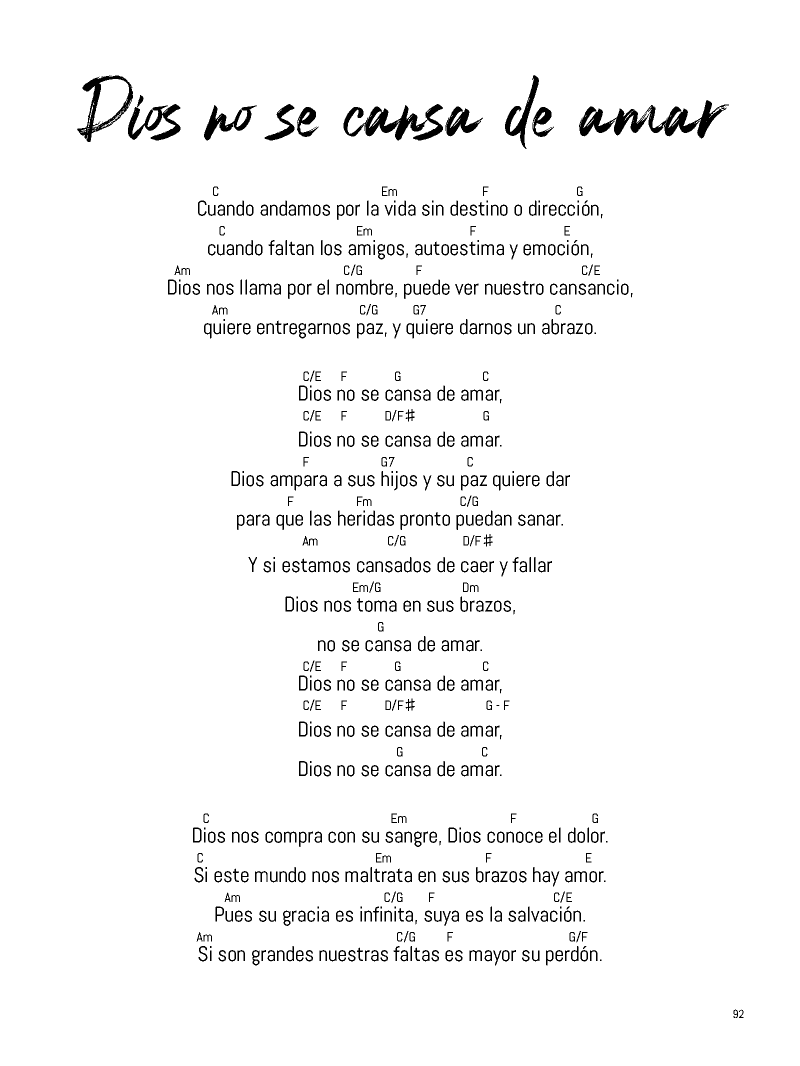 Dios no se cansa de amar
C Em F G
Cuando andamos por la vida sin destino o dirección,
C Em F E
cuando faltan los amigos, autoestima y emoción,
Am C/G F C/E
Dios nos llama por el nombre, puede ver nuestro cansancio,
Am C/G G7 C
quiere entregarnos paz, y quiere darnos un abrazo.
C/E F G C
Dios no se cansa de amar,
C/E F D/F♯ G
Dios no se cansa de amar.
F G7 C
Dios ampara a sus hijos y su paz quiere dar
F Fm C/G
para que las heridas pronto puedan sanar.
Am C/G D/F♯
Y si estamos cansados de caer y fallar
Em/G Dm
Dios nos toma en sus brazos,
G
no se cansa de amar.
C/E F G C
Dios no se cansa de amar,
C/E F D/F♯ G - F
Dios no se cansa de amar,
G C
Dios no se cansa de amar.
C Em F G
Dios nos compra con su sangre, Dios conoce el dolor.
C Em F E
Si este mundo nos maltrata en sus brazos hay amor.
Am C/G F C/E
Pues su gracia es infinita, suya es la salvación.
Am C/G F G/F
Si son grandes nuestras faltas es mayor su perdón.
92